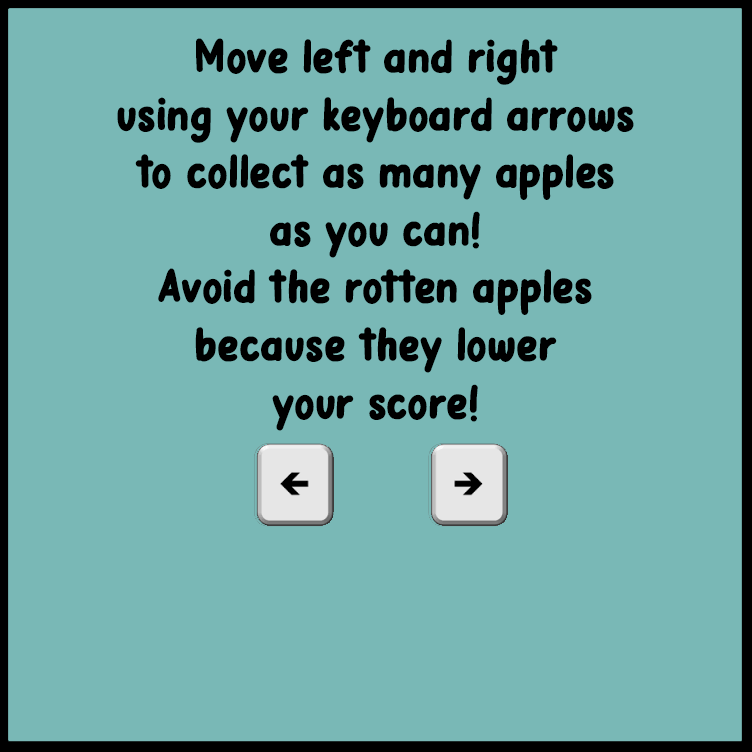 Move left and right
using your keyboard arrows
to collect as many apples
as you can!
Avoid the rotten apples
because they lower
your score!
← →